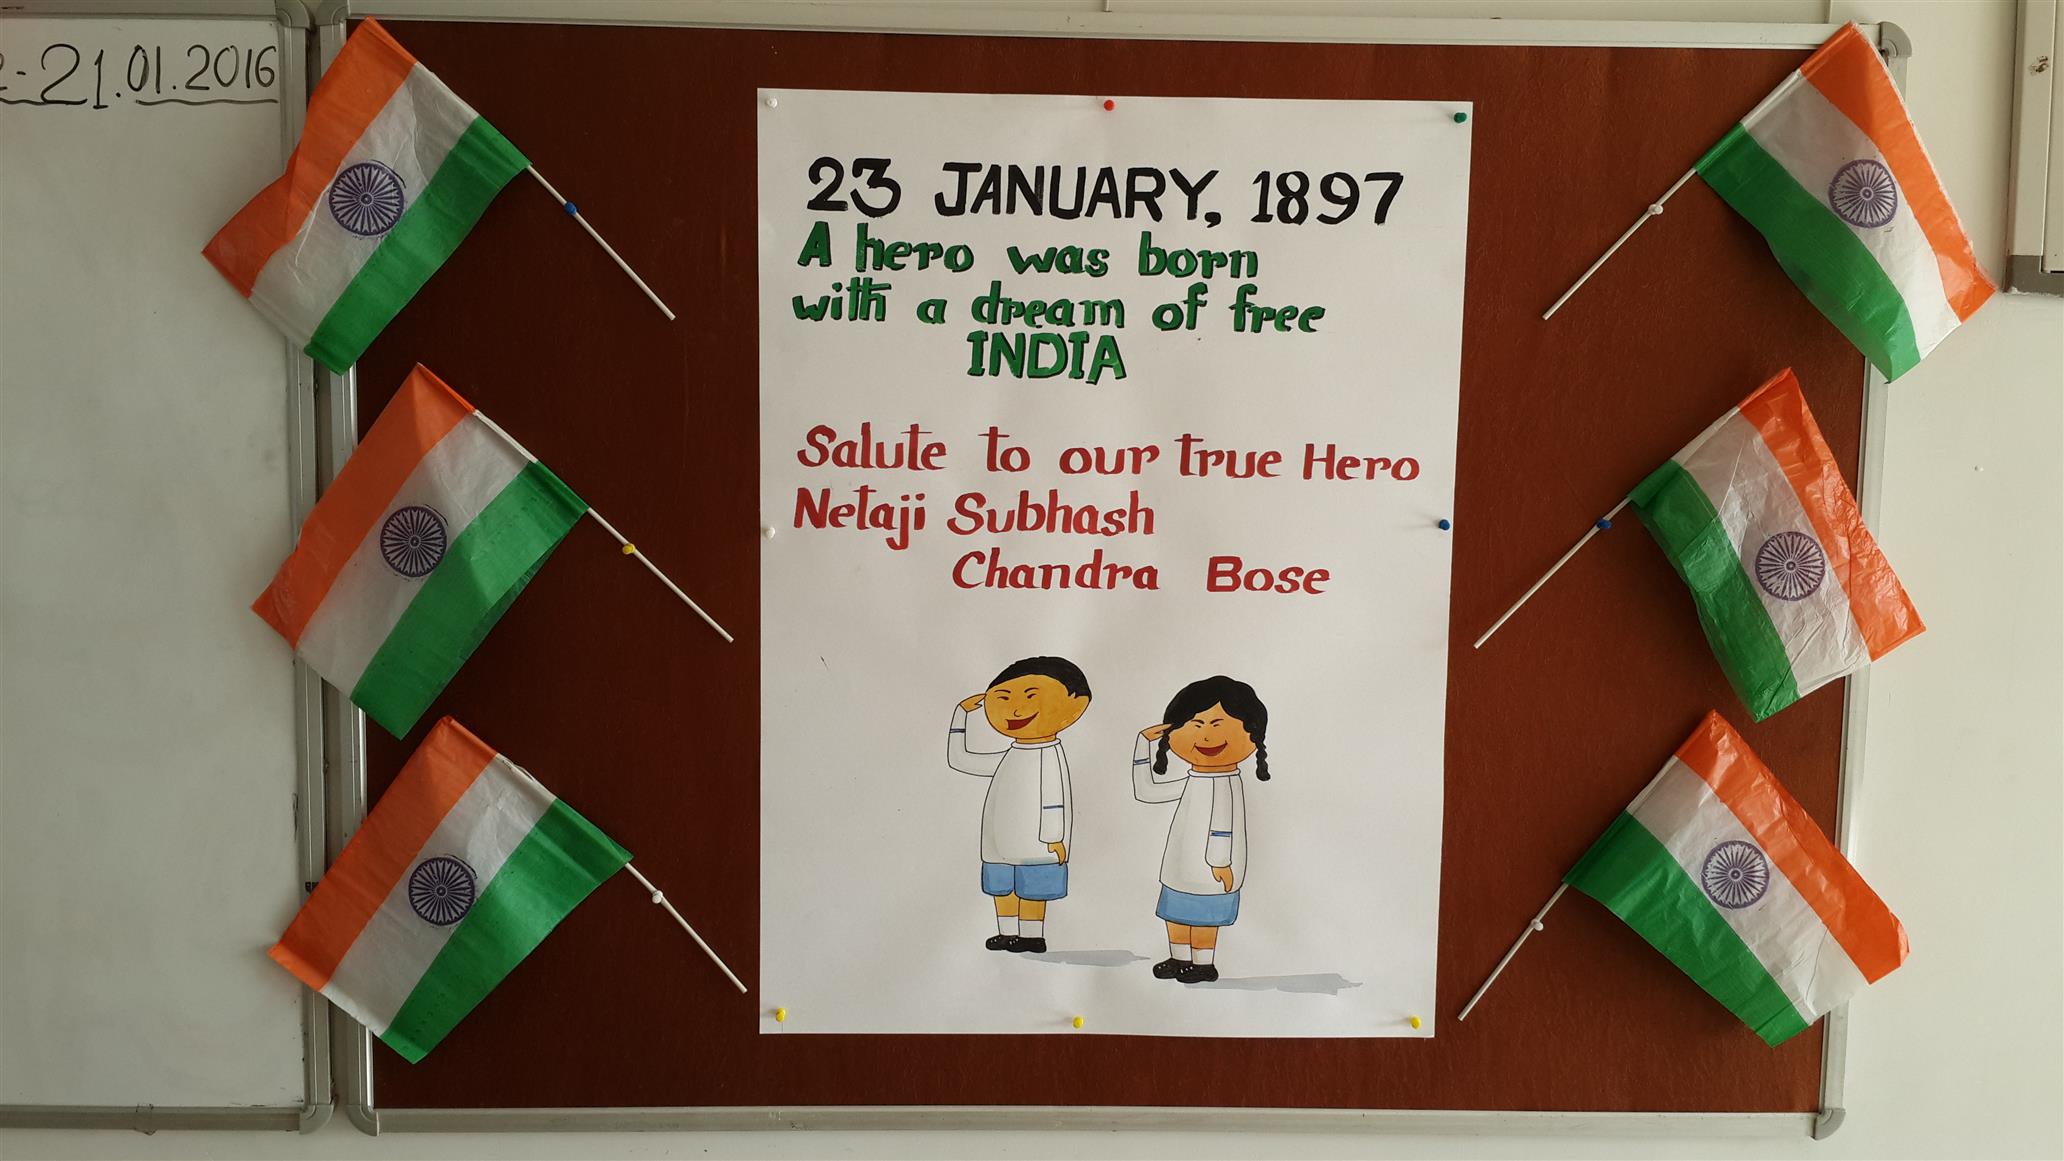 21.01.2016
23 JANUARY, 1897
A hero was born
with a dream of free
INDIA
Salute to our true Hero
Netaji Subhash
Chandra Bose